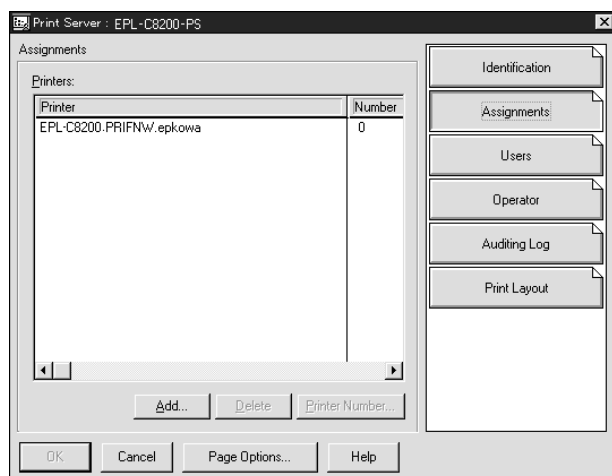 Print Server : EPL-C8200-PS
Assignments
Printers:
Printer Number
EPL-C8200.PRIFNW.epkowa 0
Add... Delete Printer Number...
OK Cancel Page Options... Help
Identification
Assignments
Users
Operator
Auditing Log
Print Layout